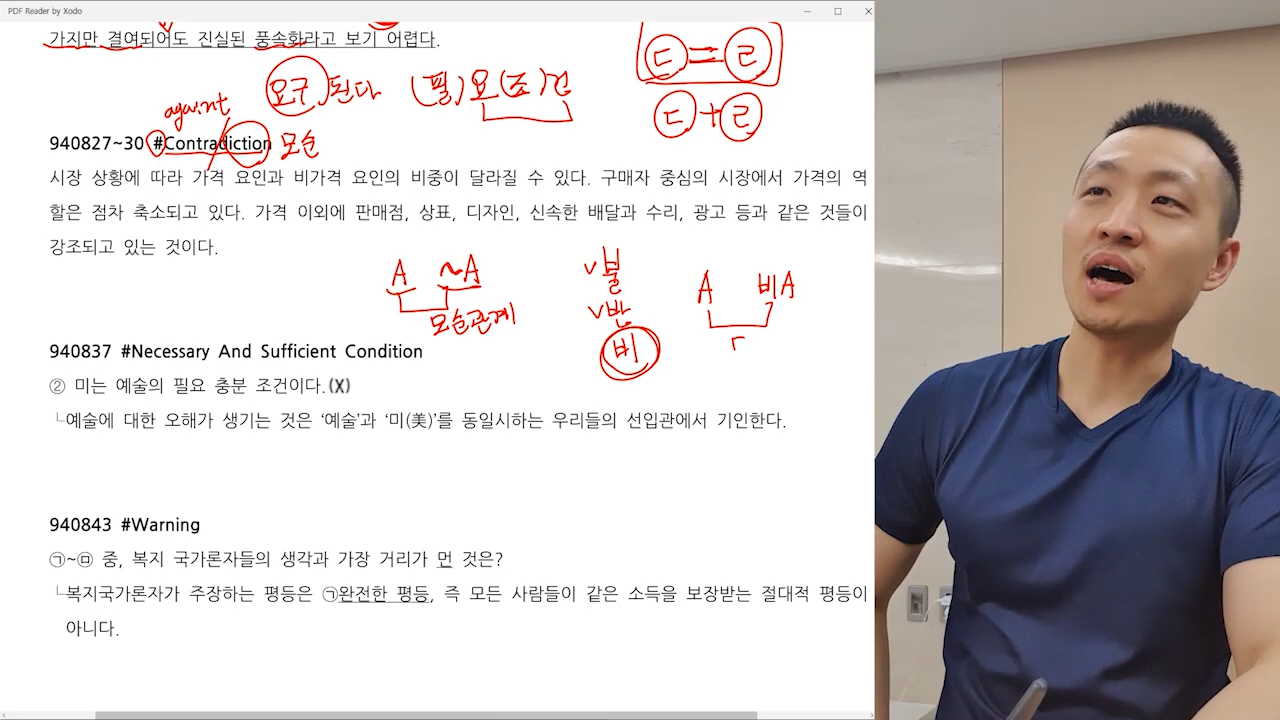 PDF Reader by Xodo
가지만 결여되어도 진실된 풍속화라고 보기 어렵다.
요구 된다 (필)요(조)건
ㄷ=ㄹ
ㄷ+ㄹ
against
940827~30 #Contradiction 모순
시장 상황에 따라 가격 요인과 비가격 요인의 비중이 달라질 수 있다. 구매자 중심의 시장에서 가격의 역
할은 점차 축소되고 있다. 가격 이외에 판매점, 상표, 디자인, 신속한 배달과 수리, 광고 등과 같은 것들이
강조되고 있는 것이다.
A ~A
모순관계
불
반
비
A 비A
940837 #Necessary And Sufficient Condition
② 미는 예술의 필요 충분 조건이다.(X)
└예술에 대한 오해가 생기는 것은 ‘예술’과 ‘미(美)’를 동일시하는 우리들의 선입관에서 기인한다.
940843 #Warning
㉠~㉤ 중, 복지 국가론자들의 생각과 가장 거리가 먼 것은?
└복지국가론자가 주장하는 평등은 ㉠완전한 평등, 즉 모든 사람들이 같은 소득을 보장받는 절대적 평등이
아니다.